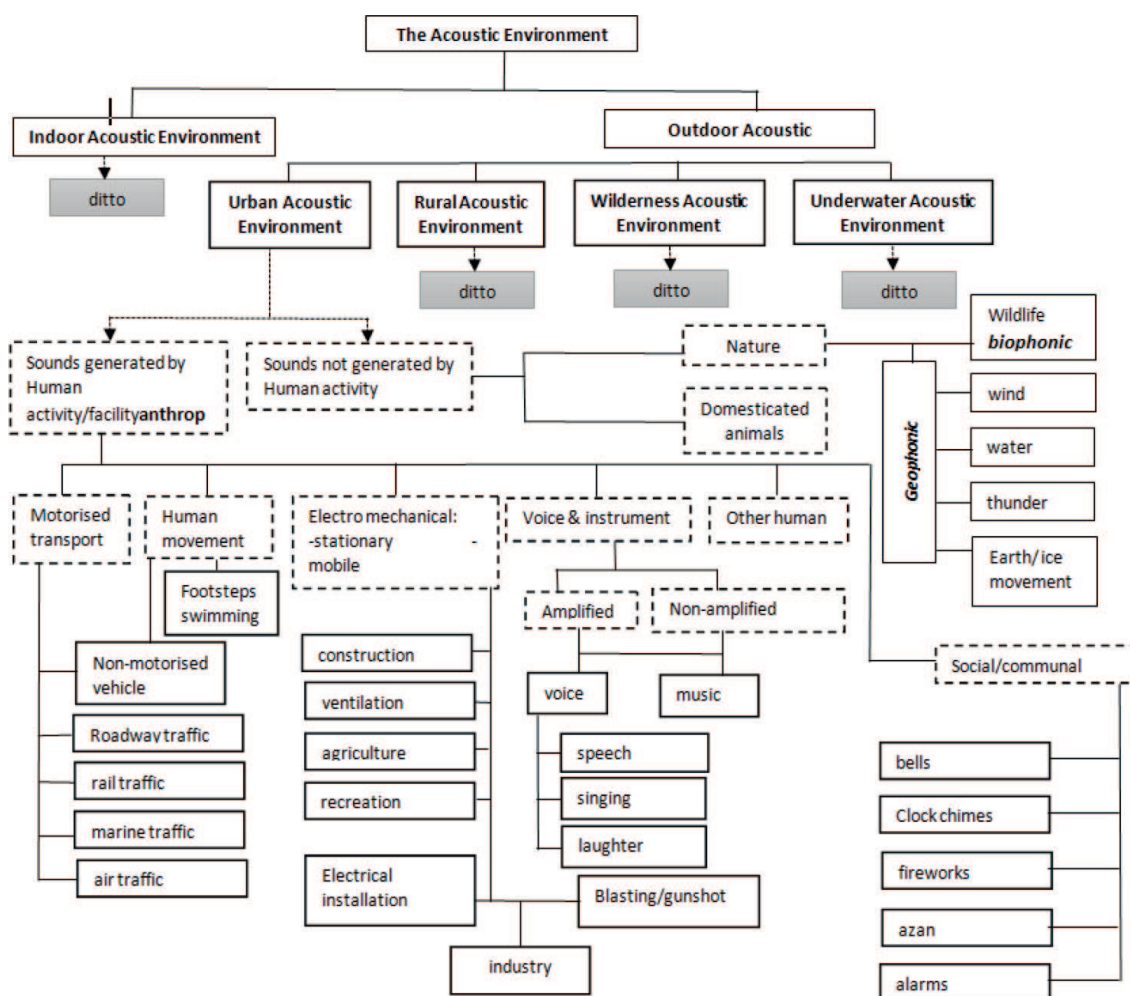 The Acoustic Environment
Indoor Acoustic Environment
Outdoor Acoustic
ditto
Urban Acoustic
Environment
Rural Acoustic
Environment
Wilderness Acoustic
Environment
Underwater Acoustic
Environment
ditto
ditto
ditto
Sounds generated by
Human
activity/facilityanthrop
Sounds not generated by
Human activity
Nature
Domesticated
animals
Wildlife
biophonic
Geophonic
wind
water
thunder
Earth/ice
movement
Motorised
transport
Human
movement
Electro mechanical:
-stationary -
mobile
Voice & instrument
Other human
Footsteps
swimming
Amplified
Non-amplified
Non-motorised
vehicle
Roadway traffic
rail traffic
marine traffic
air traffic
construction
ventilation
agriculture
recreation
Electrical
installation
Blasting/gunshot
industry
voice
music
speech
singing
laughter
Social/communal
bells
Clock chimes
fireworks
azan
alarms